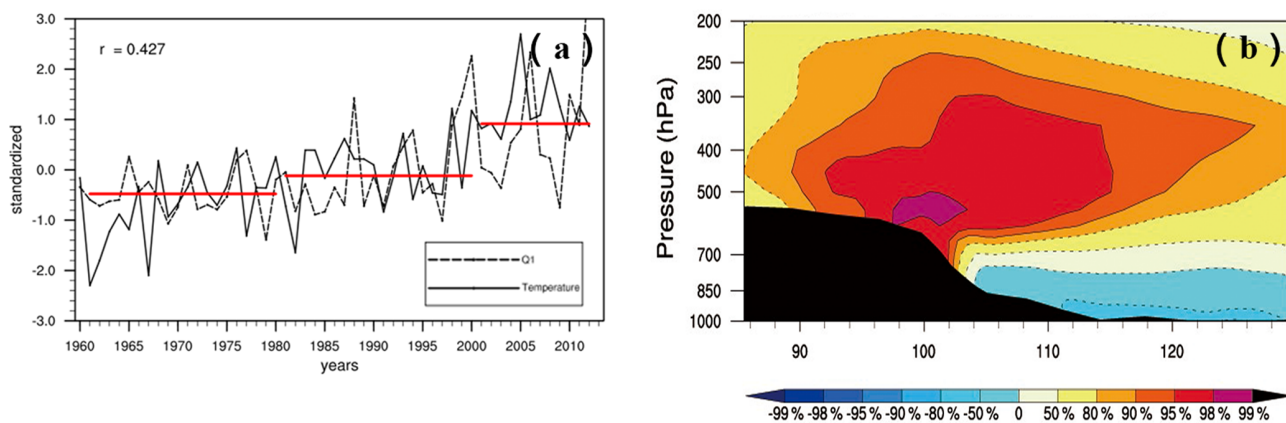 3.0
2.0
1.0
0.0
-1.0
-2.0
-3.0
standardized
r = 0.427
( a )
Q1
Temperature
1960 1965 1970 1975 1980 1985 1990 1995 2000 2005 2010
years
200
250
300
400
500
700
850
1000
Pressure (hPa)
( b )
90 100 110 120
-99 % -98 % -95 % -90 % -80 % -50 % 0 50 % 80 % 90 % 95 % 98 % 99 %